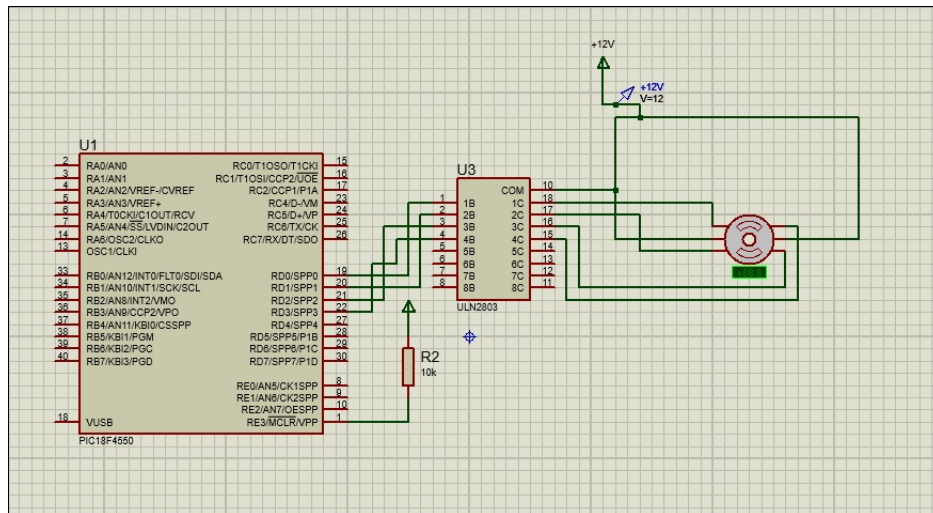 +12V
+12V
V=12
U1
2 RA0/AN0 RC0/T1OSO/T1CKI 15
3 RA1/AN1 RC1/T1OSI/CCP2/UOE 16
4 RA2/AN2/VREF-/CVREF RC2/CCP1/P1A 17
5 RA3/AN3/VREF+ RC4/D-/VM 23
6 RA4/T0CKI/C1OUT/RCV RC5/D+/VP 24
7 RA5/AN4/SS/LVDIN/C2OUT RC6/TX/CK 25
14 RA6/OSC2/CLKO RC7/RX/DT/SDO 26
13 OSC1/CLKI
33 RB0/AN12/INT0/FLT0/SDI/SDA RD0/SPP0 19
34 RB1/AN10/INT1/SCK/SCL RD1/SPP1 20
35 RB2/AN8/INT2/VMO RD2/SPP2 21
36 RB3/AN9/CCP2/VPO RD3/SPP3 22
37 RB4/AN11/KBI0/CSSPP RD4/SPP4 27
38 RB5/KBI1/PGM RD5/SPP5/P1B 28
39 RB6/KBI2/PGC RD6/SPP6/P1C 29
40 RB7/KBI3/PGD RD7/SPP7/P1D 30
RE0/AN5/CK1SPP 8
RE1/AN6/CK2SPP 9
RE2/AN7/OESPP 10
18 VUSB RE3/MCLR/VPP 1
PIC18F4550
U3
COM 10
1 1B 1C 18
2 2B 2C 17
3 3B 3C 16
4 4B 4C 15
5 5B 5C 14
6 6B 6C 13
7 7B 7C 12
8 8B 8C 11
ULN2803
R2
10k